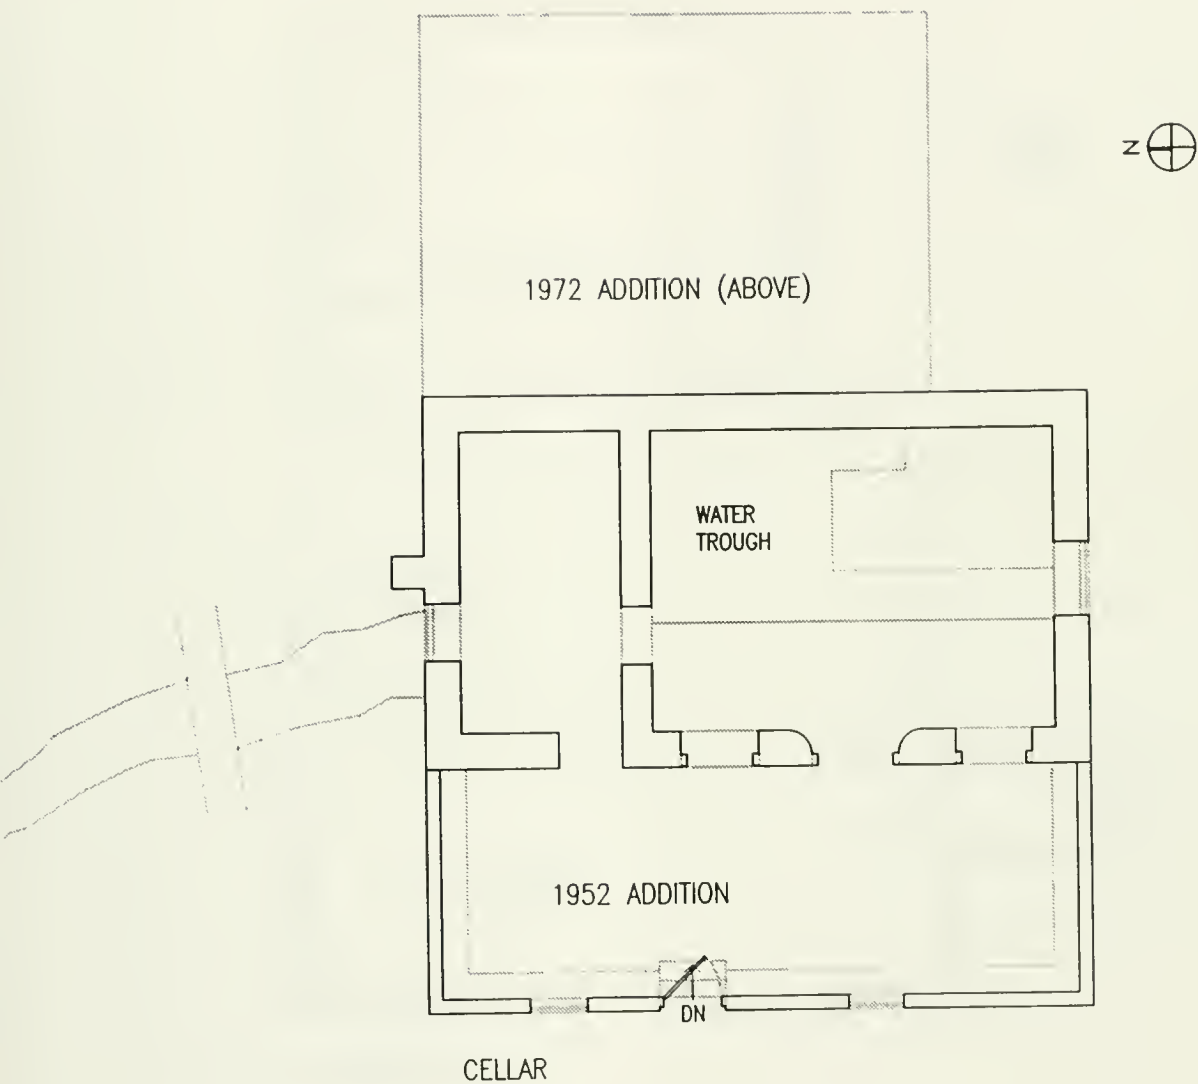 N
1972 ADDITION (ABOVE)
WATER
TROUGH
1952 ADDITION
DN
CELLAR